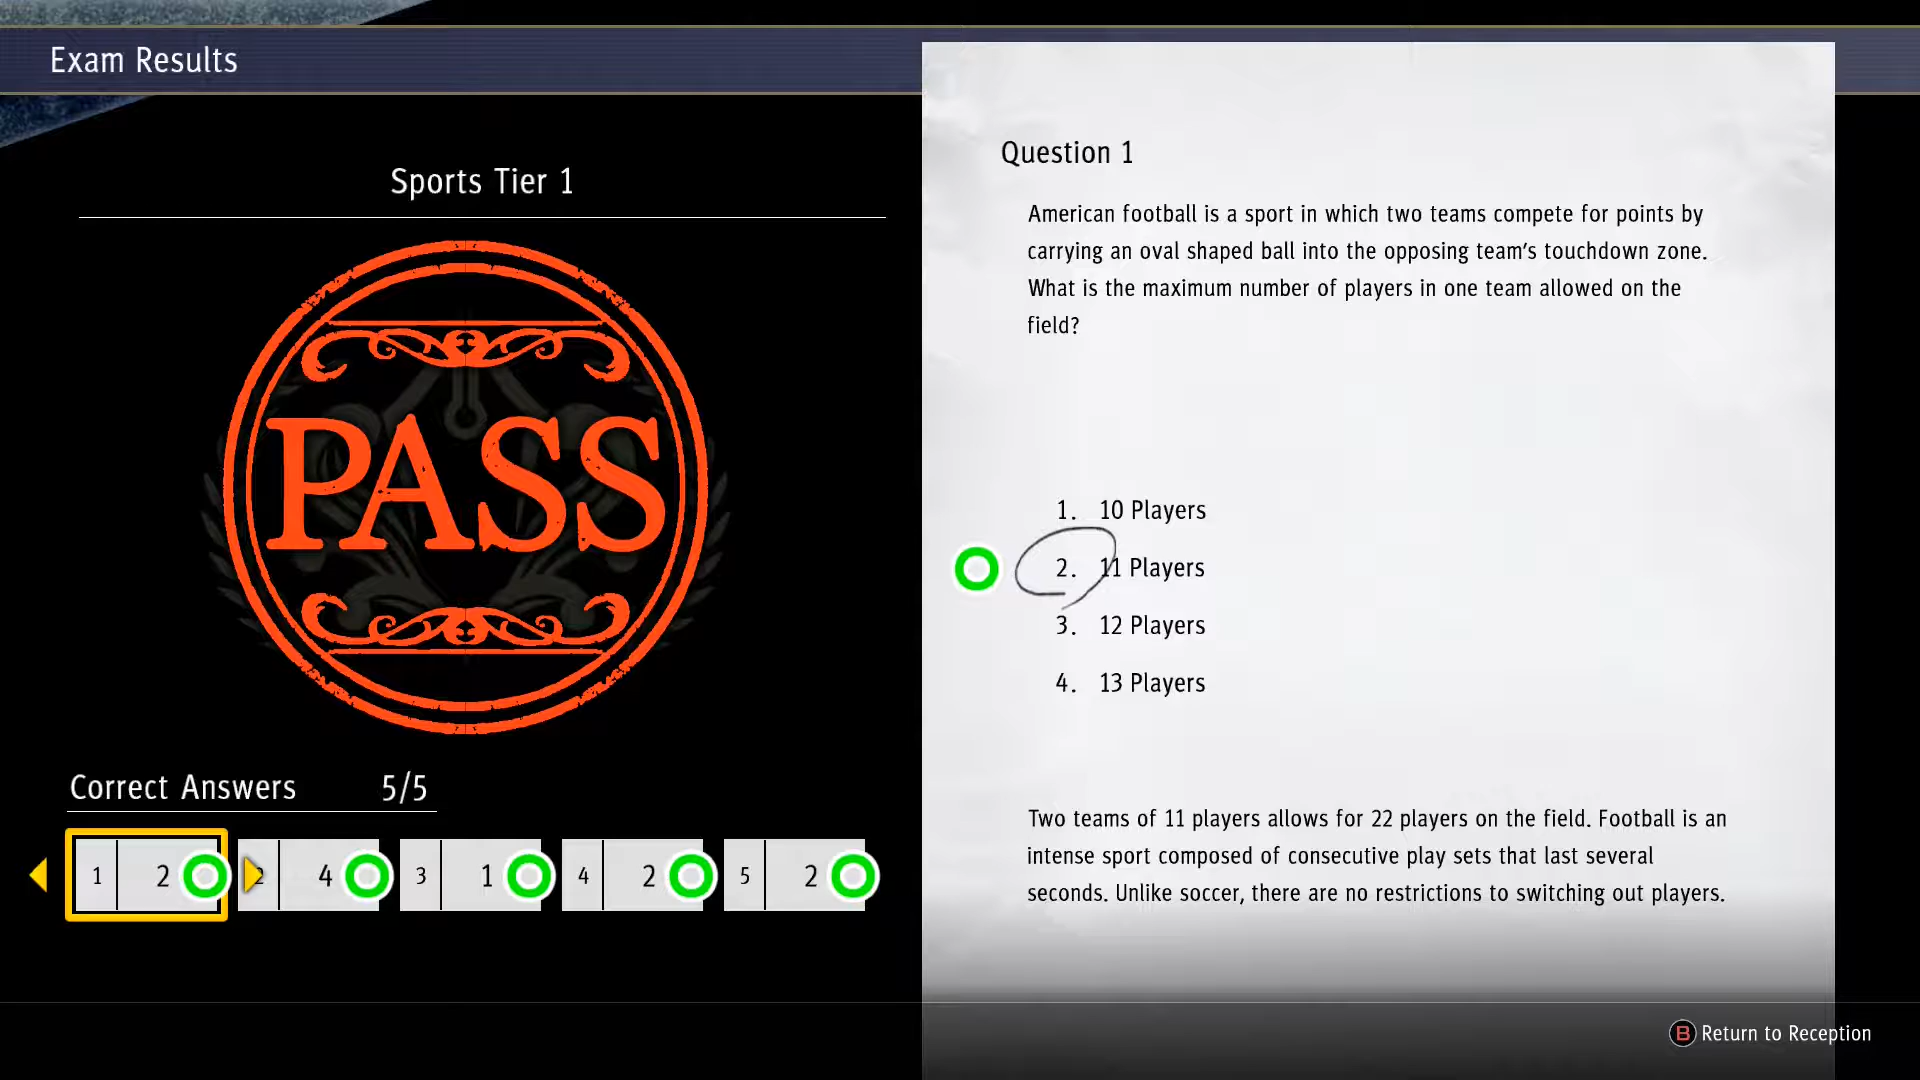 Exam Results
Sports Tier 1
PASS
Correct Answers 5/5
1 2 2 4 3 1 4 2 5 2
Question 1
American football is a sport in which two teams compete for points by
carrying an oval shaped ball into the opposing team's touchdown zone.
What is the maximum number of players in one team allowed on the
field?
1. 10 Players
2. 11 Players
3. 12 Players
4. 13 Players
Two teams of 11 players allows for 22 players on the field. Football is an
intense sport composed of consecutive play sets that last several
seconds. Unlike soccer, there are no restrictions to switching out players.
B Return to Reception